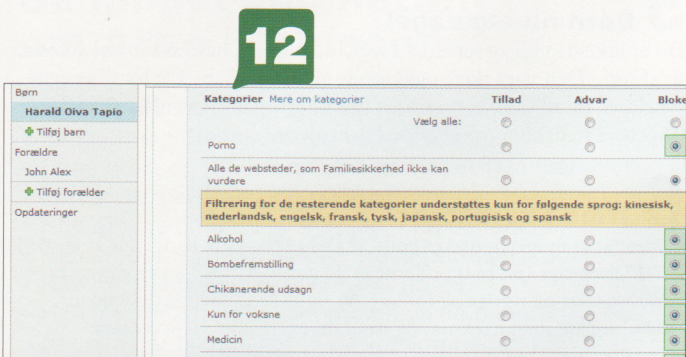 12
Børn
Harald Oiva Tapio
Tilføj barn
Forældre
John Alex
Tilføj forælder
Opdateringer
Kategorier Mere om kategorier Tillad Advar Bloke
Vælg alle:
Porno
Alle de websteder, som Familiesikkerhed ikke kan
vurdere
Filtrering for de resterende kategorier understøttes kun for følgende sprog: kinesisk,
nederlandsk, engelsk, fransk, tysk, japansk, portugisisk og spansk
Alkohol
Bombefremstilling
Chikanerende udsagn
Kun for voksne
Medicin